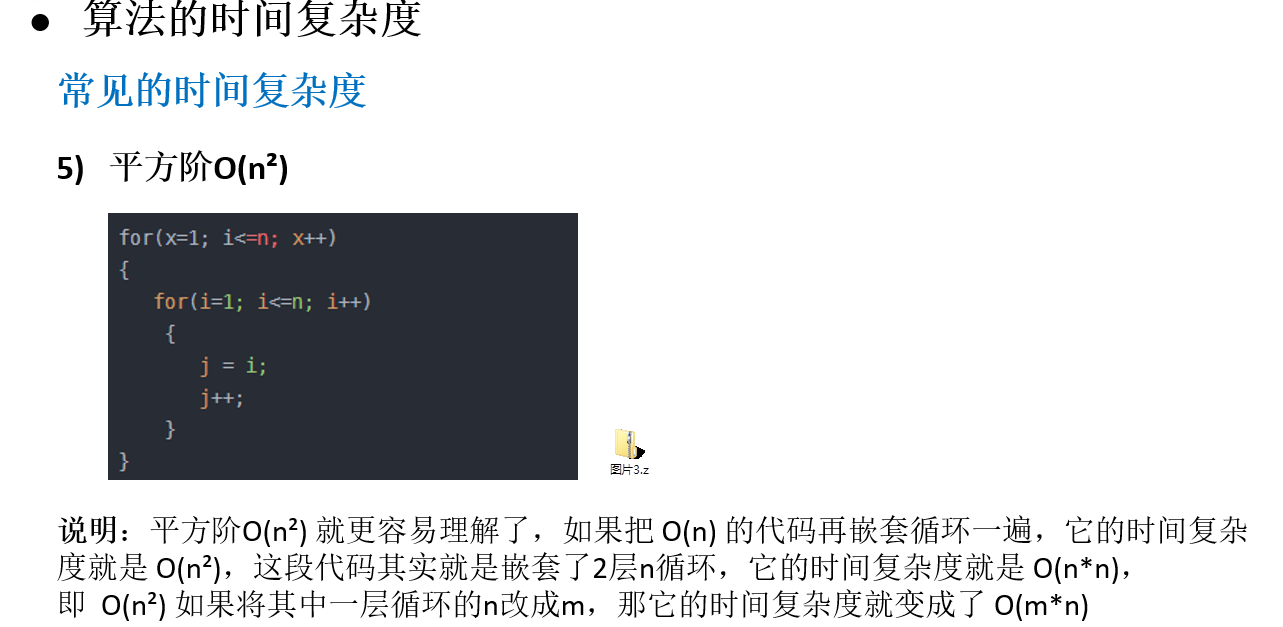 ● 算法的时间复杂度
常见的时间复杂度
5) 平方阶O(n²)
for(x=1; i<=n; x++)
{
for(i=1; i<=n; i++)
{
j = i;
j++;
}
}
图片3.z
说明：平方阶O(n²) 就更容易理解了，如果把 O(n) 的代码再嵌套循环一遍，它的时间复杂
度就是 O(n²)，这段代码其实就是嵌套了2层n循环，它的时间复杂度就是 O(n*n)，
即 O(n²) 如果将其中一层循环的n改成m，那它的时间复杂度就变成了 O(m*n)